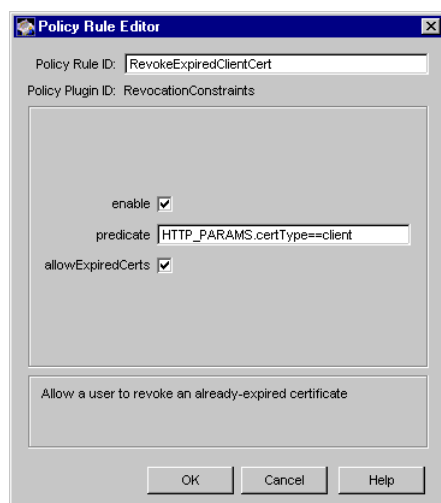 Policy Rule Editor
Policy Rule ID: RevokeExpiredClientCert
Policy Plugin ID: RevocationConstraints
enable
predicate HTTP_PARAMS.certType==client
allowExpiredCerts
Allow a user to revoke an already-expired certificate
OK Cancel Help